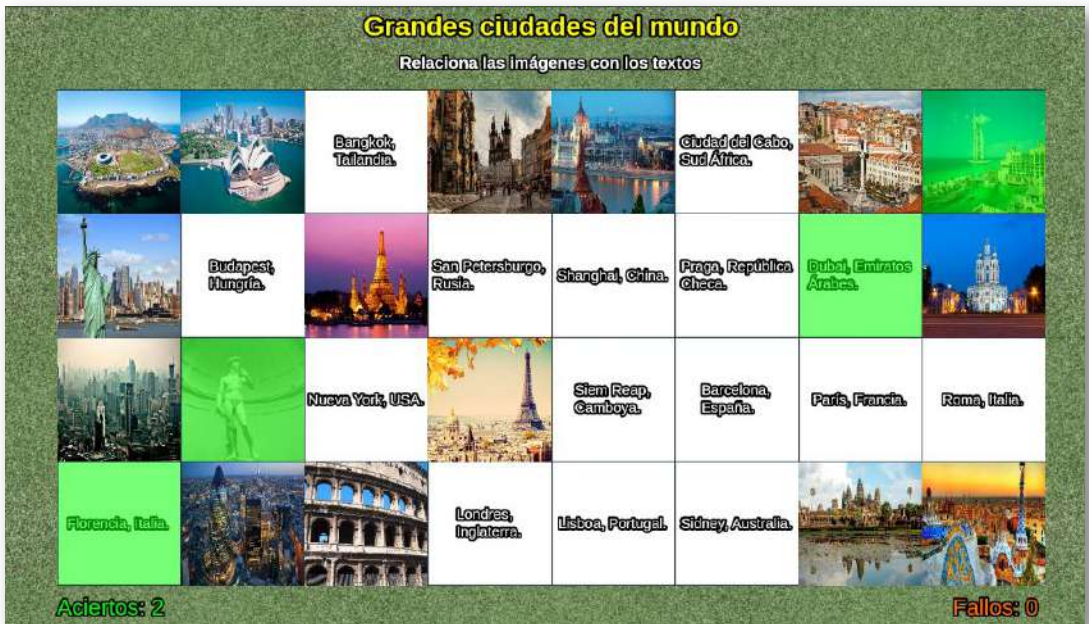 Grandes ciudades del mundo
Relaciona las imágenes con los textos
Bangkok,
Tailandia.
Ciudad del Cabo,
Sud África.
Budapest,
Hungría.
San Petersburgo,
Rusia.
Shanghai, China.
Praga, República
Checa.
Dubai, Emiratos
Árabes.
Nueva York, USA.
Siem Reap,
Camboya.
Barcelona,
España.
París, Francia.
Roma, Italia.
Florencia, Italia.
Londres,
Inglaterra.
Lisboa, Portugal.
Sidney, Australia.
Aciertos: 2
Fallos: 0